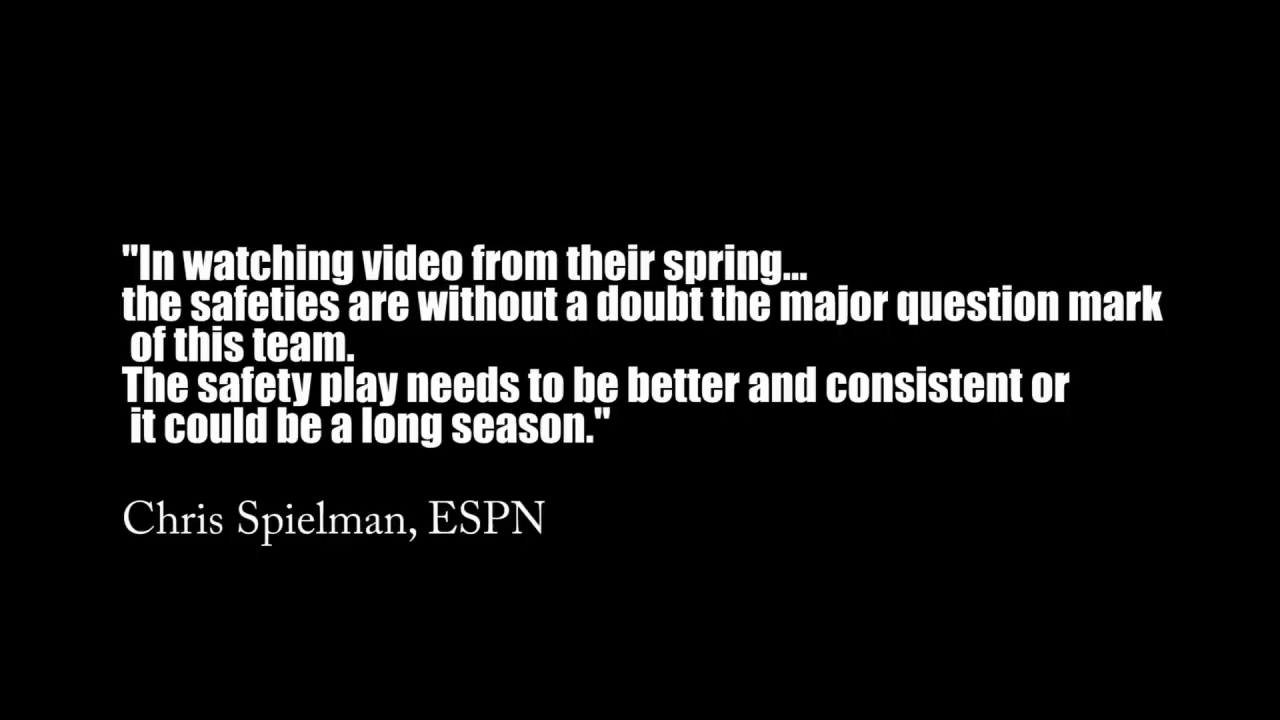 "In watching video from their spring...
the safeties are without a doubt the major question mark
of this team.
The safety play needs to be better and consistent or
it could be a long season."
Chris Spielman, ESPN